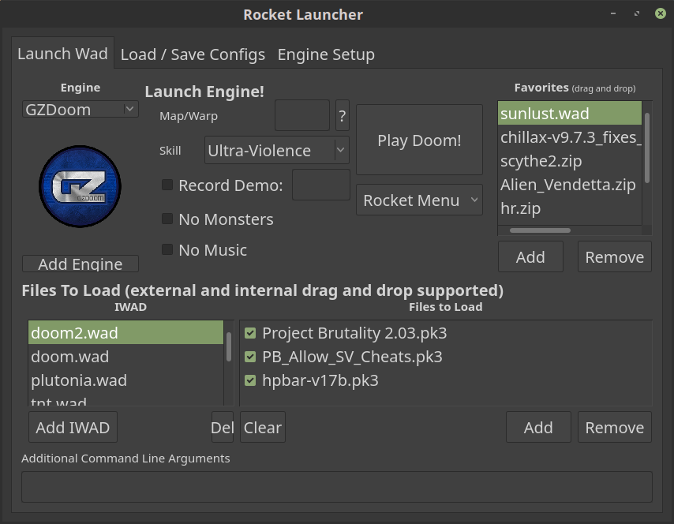 Rocket Launcher
Launch Wad
Load / Save Configs
Engine Setup
Engine
GZDoom
GZ
GZDOOM
Add Engine
Launch Engine!
Map/Warp
?
Skill
Ultra-Violence
Record Demo:
No Monsters
No Music
Play Doom!
Rocket Menu
Favorites (drag and drop)
sunlust.wad
chillax-v9.7.3_fixes_
scythe2.zip
Alien_Vendetta.zip
hr.zip
Add
Remove
Files To Load (external and internal drag and drop supported)
IWAD
doom2.wad
doom.wad
plutonia.wad
tnt.wad
Files to Load
Project Brutality 2.03.pk3
PB_Allow_SV_Cheats.pk3
hpbar-v17b.pk3
Add IWAD
Del
Clear
Add
Remove
Additional Command Line Arguments